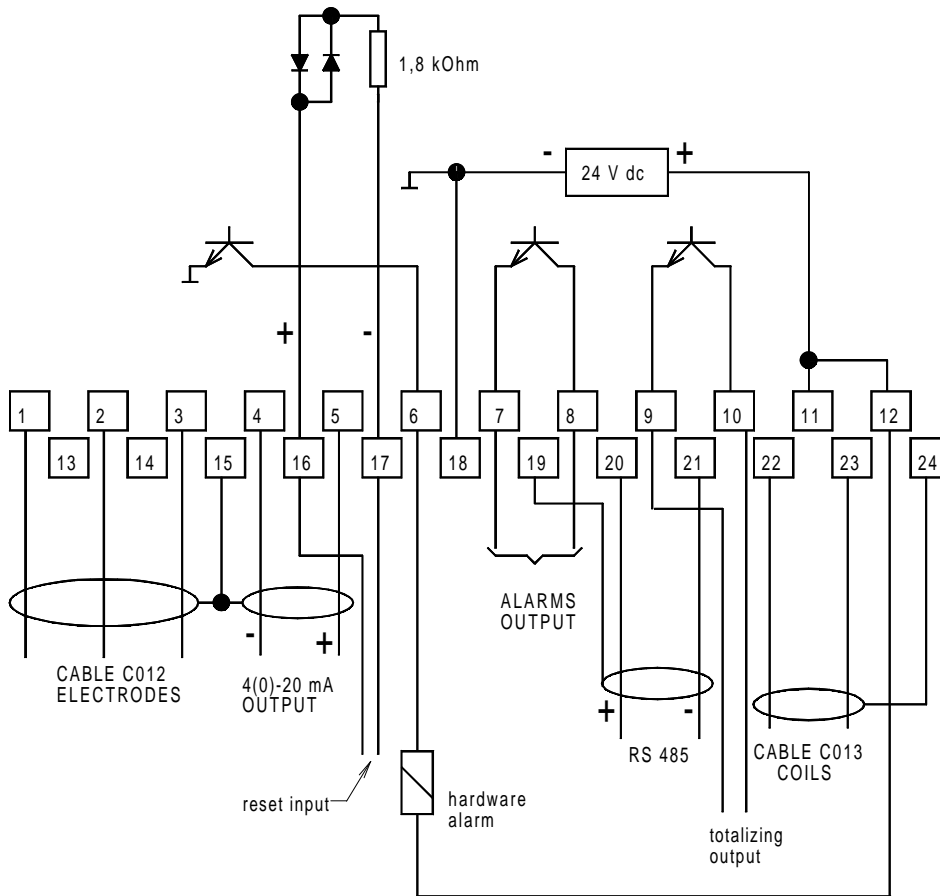 1,8 kOhm
- 24 V dc +
+ -
1 2 3 4 5 6 7 8 9 10 11 12
13 14 15 16 17 18 19 20 21 22 23 24
ALARMS
OUTPUT
- +
CABLE C012
ELECTRODES
4(0)-20 mA
OUTPUT
+ -
RS 485
CABLE C013
COILS
reset input
hardware
alarm
totalizing
output